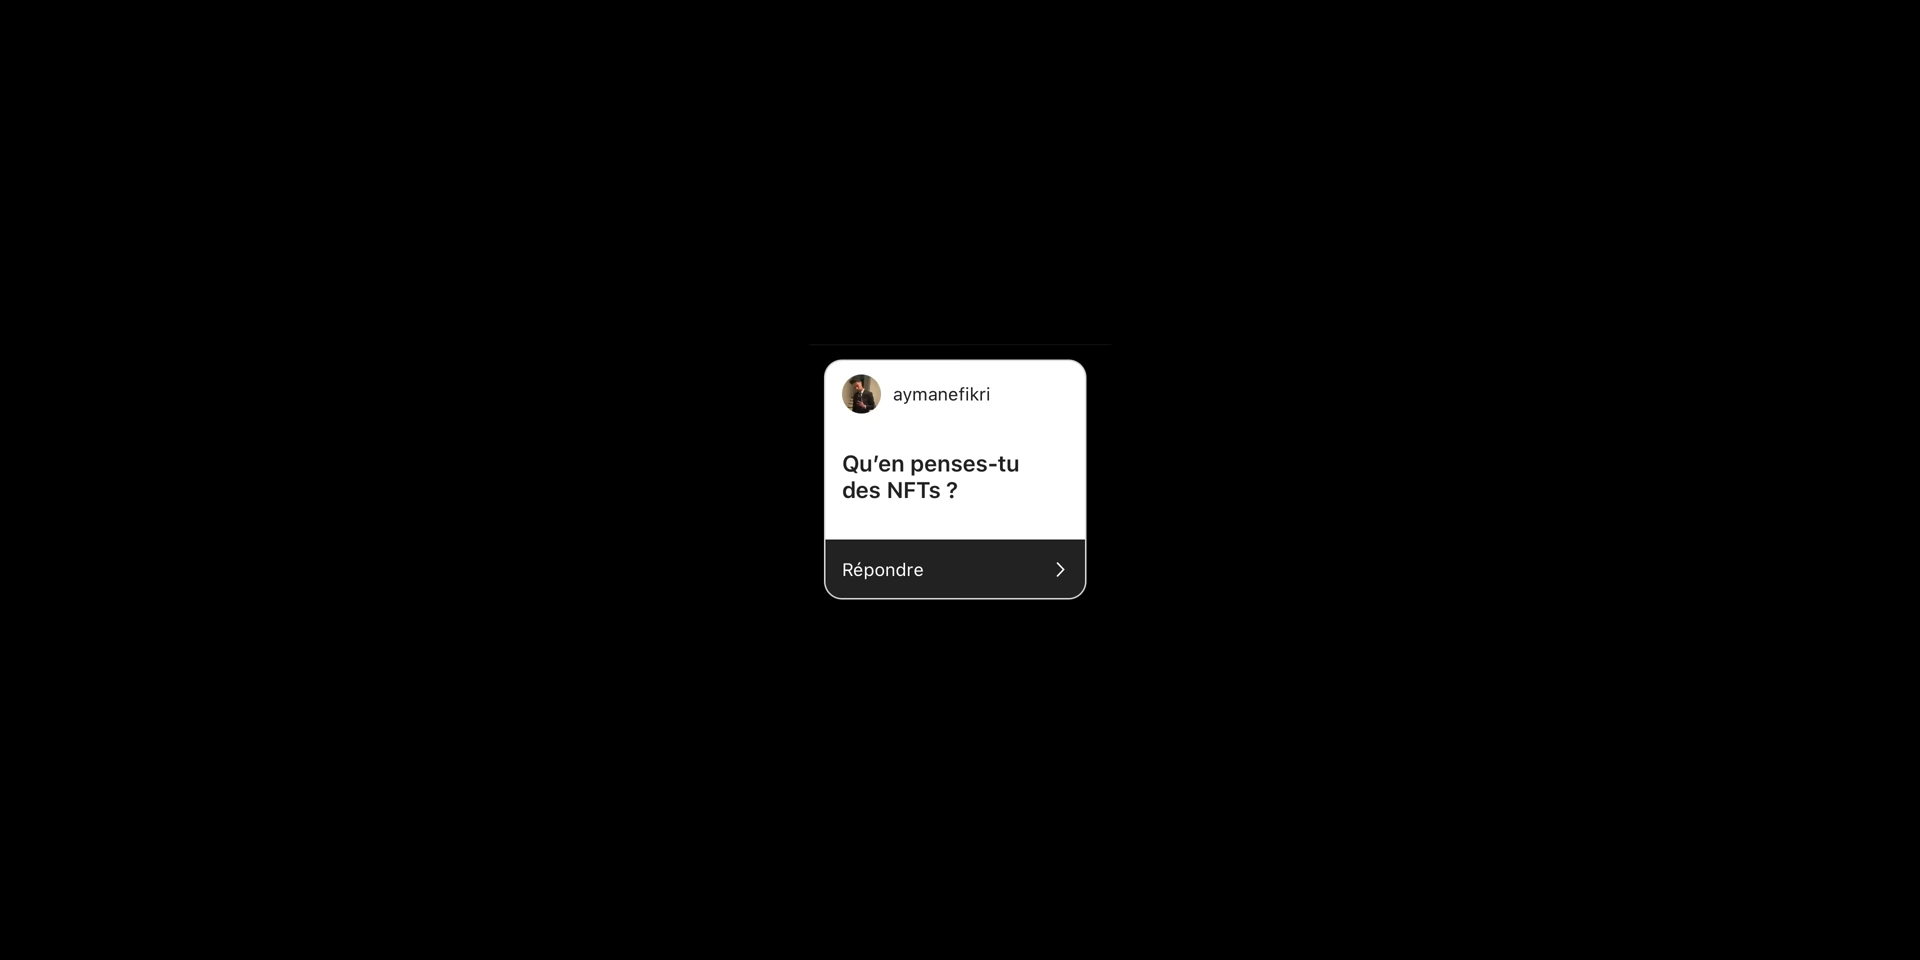 aymanefikri
Qu’en penses-tu
des NFTs ?
Répondre